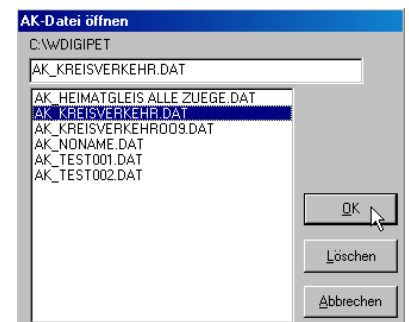 AK-Datei öffnen
C:\WDIGIPET
AK_KREISVERKEHR.DAT
AK_HEIMATGLEIS ALLE ZUEGE.DAT
AK_KREISVERKEHR.DAT
AK_KREISVERKEHR009.DAT
AK_NONAME.DAT
AK_TEST001.DAT
AK_TEST002.DAT
OK
Löschen
Abbrechen